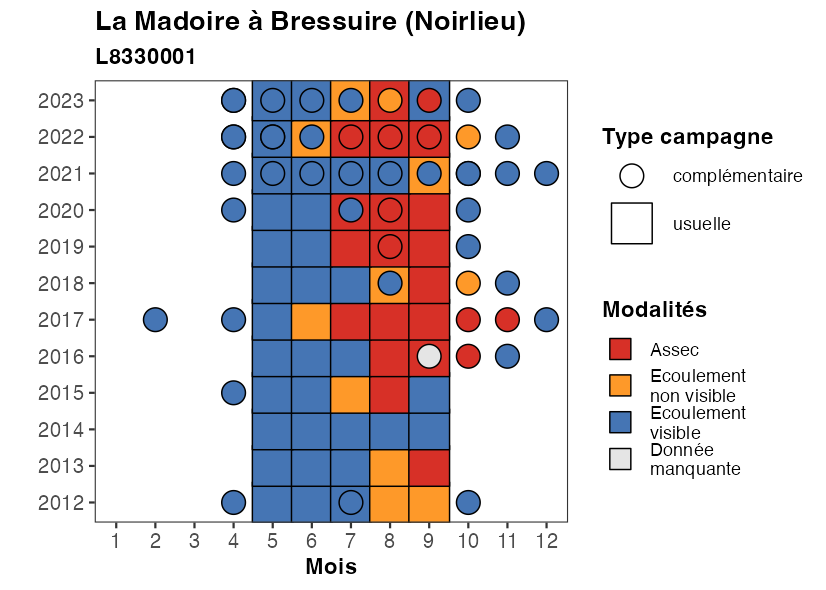 La Madoire à Bressuire (Noirlieu)
L8330001
2023
2022
2021
2020
2019
2018
2017
2016
2015
2014
2013
2012
1 2 3 4 5 6 7 8 9 10 11 12
Mois
Type campagne
complémentaire
usuelle
Modalités
Assec
Ecoulement
non visible
Ecoulement
visible
Donnée
manquante